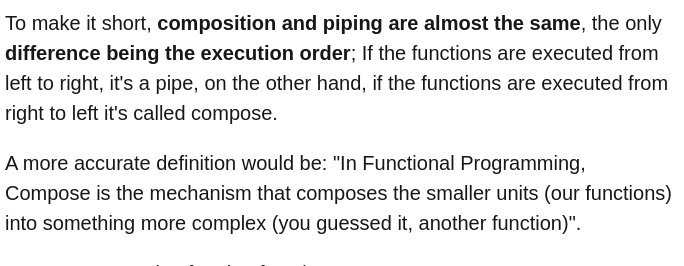 To make it short, composition and piping are almost the same, the only
difference being the execution order; If the functions are executed from
left to right, it's a pipe, on the other hand, if the functions are executed from
right to left it's called compose.
A more accurate definition would be: "In Functional Programming,
Compose is the mechanism that composes the smaller units (our functions)
into something more complex (you guessed it, another function)".